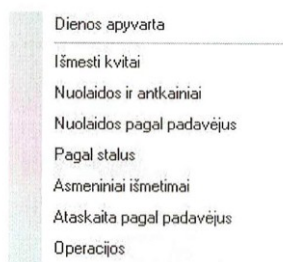 Dienos apyvarta
Išmesti kvitai
Nuolaidos ir antkainiai
Nuolaidos pagal padavėjus
Pagal stalus
Asmeniniai išmetimai
Ataskaita pagal padavėjus
Operacijos